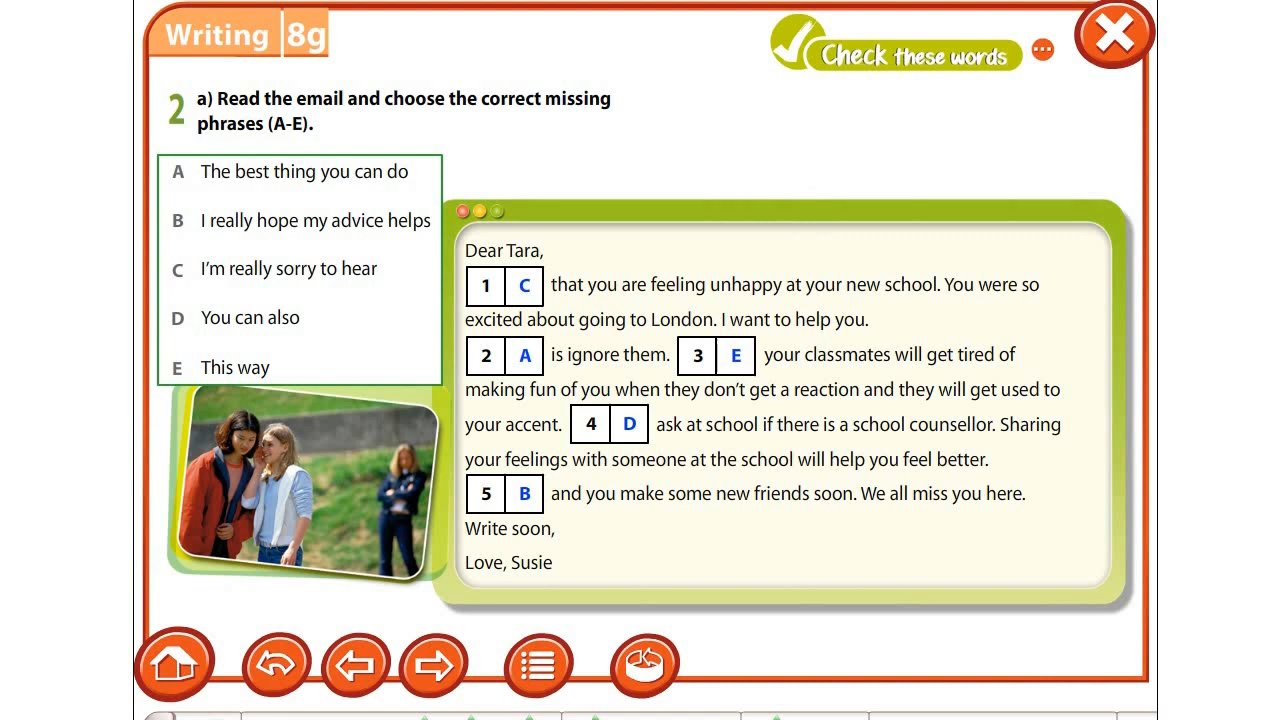 Writing 8g
Check these words
2 a) Read the email and choose the correct missing
phrases (A-E).
A The best thing you can do
B I really hope my advice helps
C I'm really sorry to hear
D You can also
E This way
Dear Tara,
1 C that you are feeling unhappy at your new school. You were so
excited about going to London. I want to help you.
2 A is ignore them. 3 E your classmates will get tired of
making fun of you when they don't get a reaction and they will get used to
your accent. 4 D ask at school if there is a school counsellor. Sharing
your feelings with someone at the school will help you feel better.
5 B and you make some new friends soon. We all miss you here.
Write soon,
Love, Susie